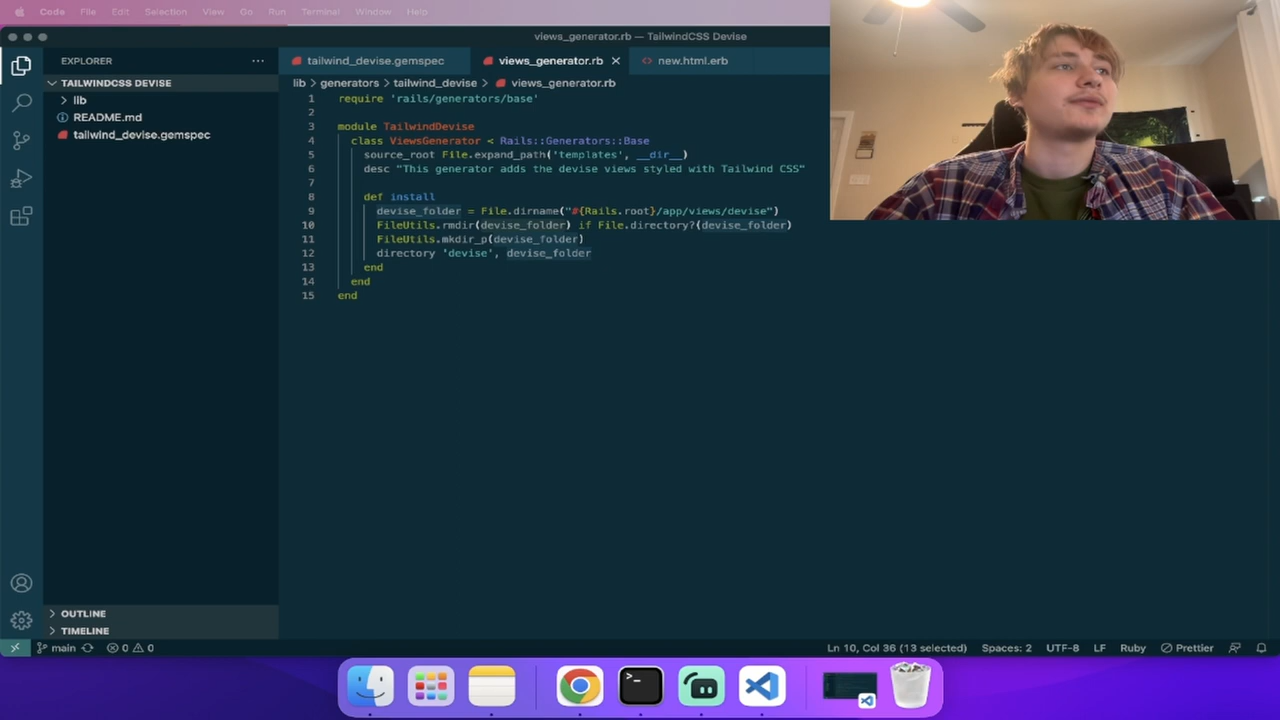 Code File Edit Selection View Go Run Terminal Window Help
views_generator.rb — TailwindCSS Devise
EXPLORER
tailwind_devise.gemspec
views_generator.rb
new.html.erb
TAILWINDCSS DEVISE
lib
README.md
tailwind_devise.gemspec
lib > generators > tailwind_devise > views_generator.rb
1 require 'rails/generators/base'
2
3 module TailwindDevise
4 class ViewsGenerator < Rails::Generators::Base
5 source_root File.expand_path('templates', __dir__)
6 desc "This generator adds the devise views styled with Tailwind CSS"
7
8 def install
9 devise_folder = File.dirname("#{Rails.root}/app/views/devise")
10 FileUtils.rmdir(devise_folder) if File.directory?(devise_folder)
11 FileUtils.mkdir_p(devise_folder)
12 directory 'devise', devise_folder
13 end
14 end
15 end
OUTLINE
TIMELINE
main 0 0 Ln 10, Col 36 (13 selected) Spaces: 2 UTF-8 LF Ruby Prettier